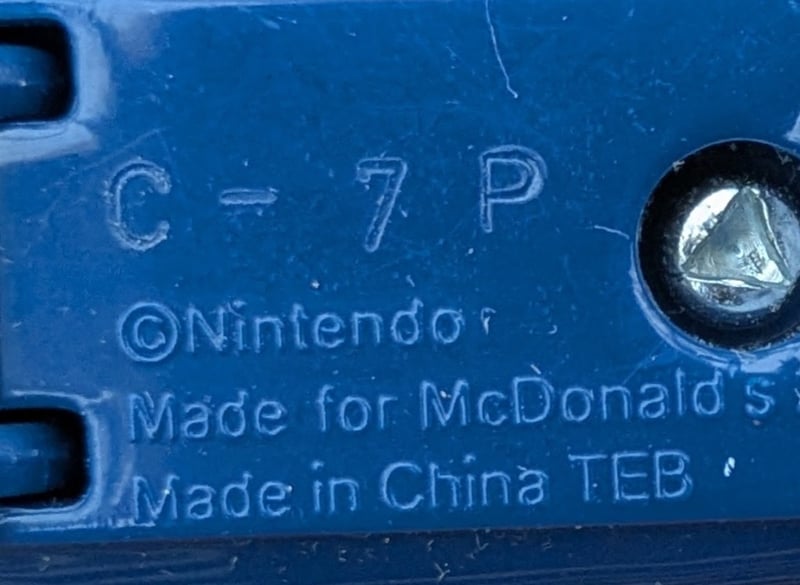 C - 7 P
©Nintendo
Made for McDonald's
Made in China TEB